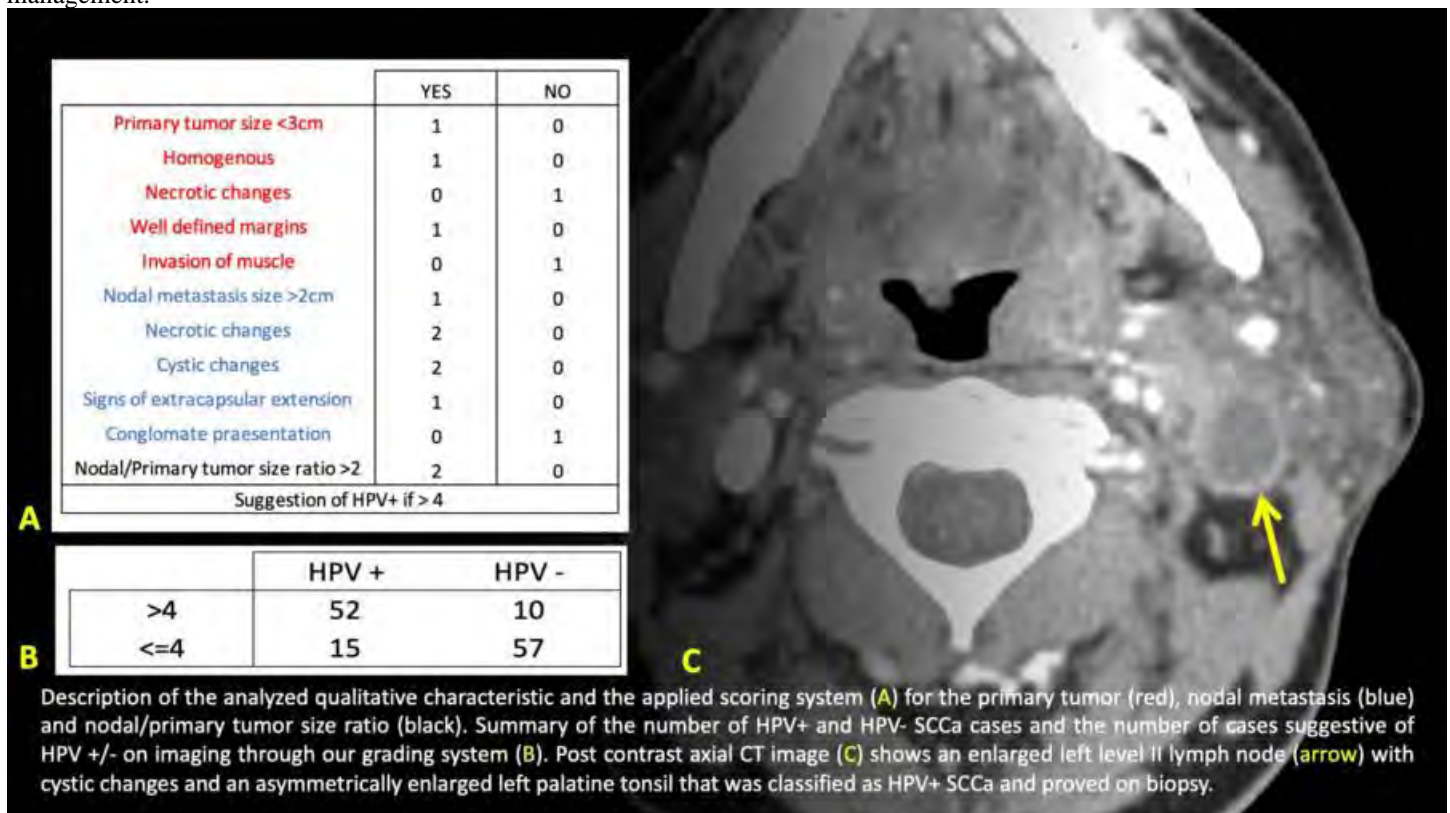 management.
YES NO
Primary tumor size <3cm 1 0
Homogenous 1 0
Necrotic changes 0 1
Well defined margins 1 0
Invasion of muscle 0 1
Nodal metastasis size >2cm 1 0
Necrotic changes 2 0
Cystic changes 2 0
Signs of extracapsular extension 1 0
Conglomate praesentation 0 1
Nodal/Primary tumor size ratio >2 2 0
Suggestion of HPV+ if > 4
A
HPV + HPV -
>4 52 10
<=4 15 57
B
C
Description of the analyzed qualitative characteristic and the applied scoring system (A) for the primary tumor (red), nodal metastasis (blue)
and nodal/primary tumor size ratio (black). Summary of the number of HPV+ and HPV- SCCa cases and the number of cases suggestive of
HPV +/- on imaging through our grading system (B). Post contrast axial CT image (C) shows an enlarged left level II lymph node (arrow) with
cystic changes and an asymmetrically enlarged left palatine tonsil that was classified as HPV+ SCCa and proved on biopsy.